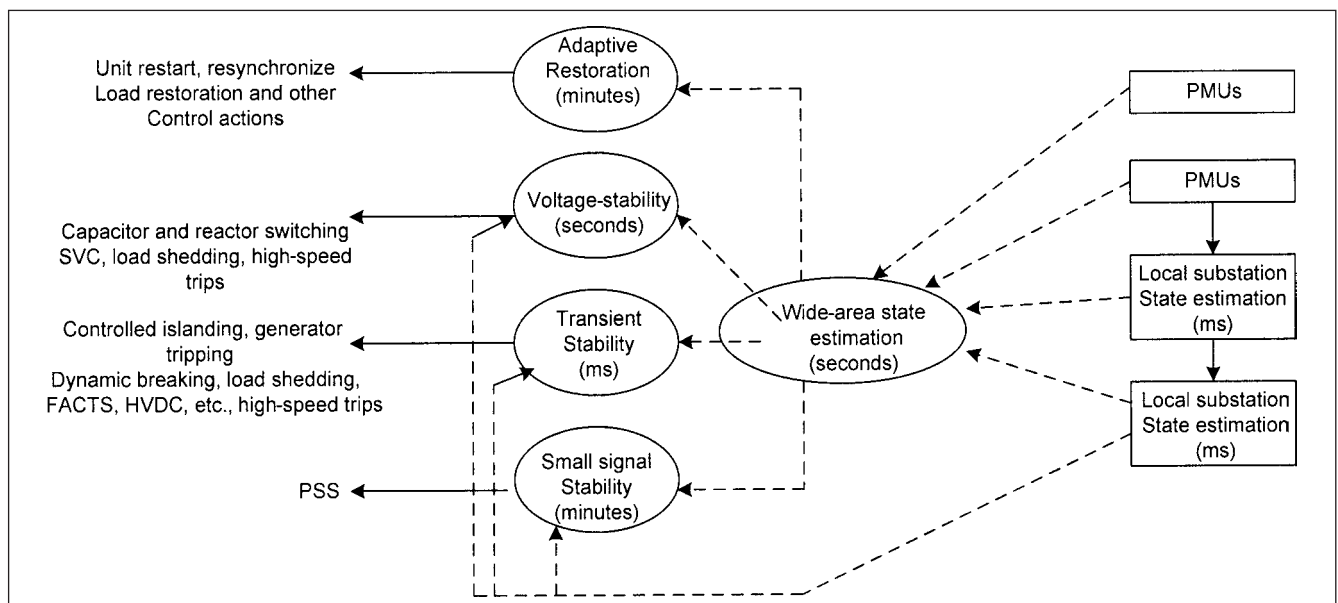 Unit restart, resynchronize
Load restoration and other
Control actions
Adaptive
Restoration
(minutes)
PMUs
PMUs
Voltage-stability
(seconds)
Capacitor and reactor switching
SVC, load shedding, high-speed
trips
Local substation
State estimation
(ms)
Wide-area state
estimation
(seconds)
Transient
Stability
(ms)
Controlled islanding, generator
tripping
Dynamic breaking, load shedding,
FACTS, HVDC, etc., high-speed trips
Local substation
State estimation
(ms)
Small signal
Stability
(minutes)
PSS